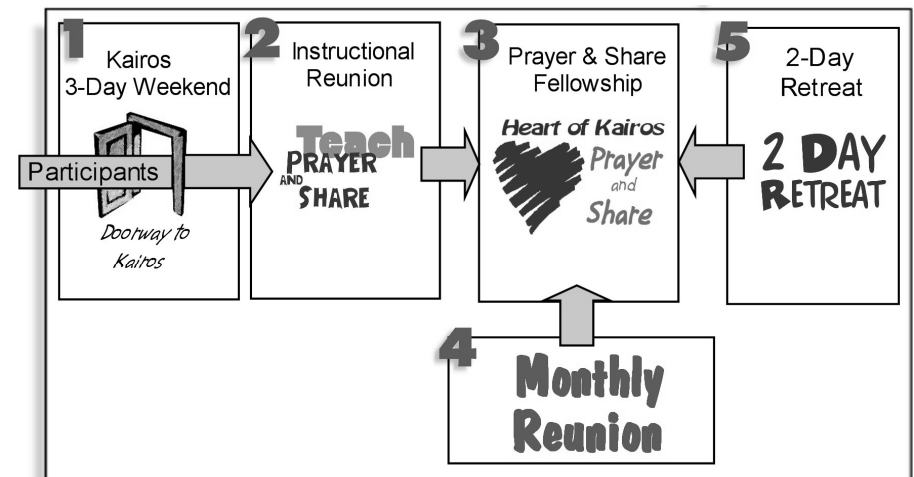 1
Kairos
3-Day Weekend
Participants
Doorway to
Kairos
2
Instructional
Reunion
Teach
PRAYER
AND
SHARE
3
Prayer & Share
Fellowship
Heart of Kairos
Prayer
and
Share
4
Monthly
Reunion
5
2-Day
Retreat
2 DAY
RETREAT